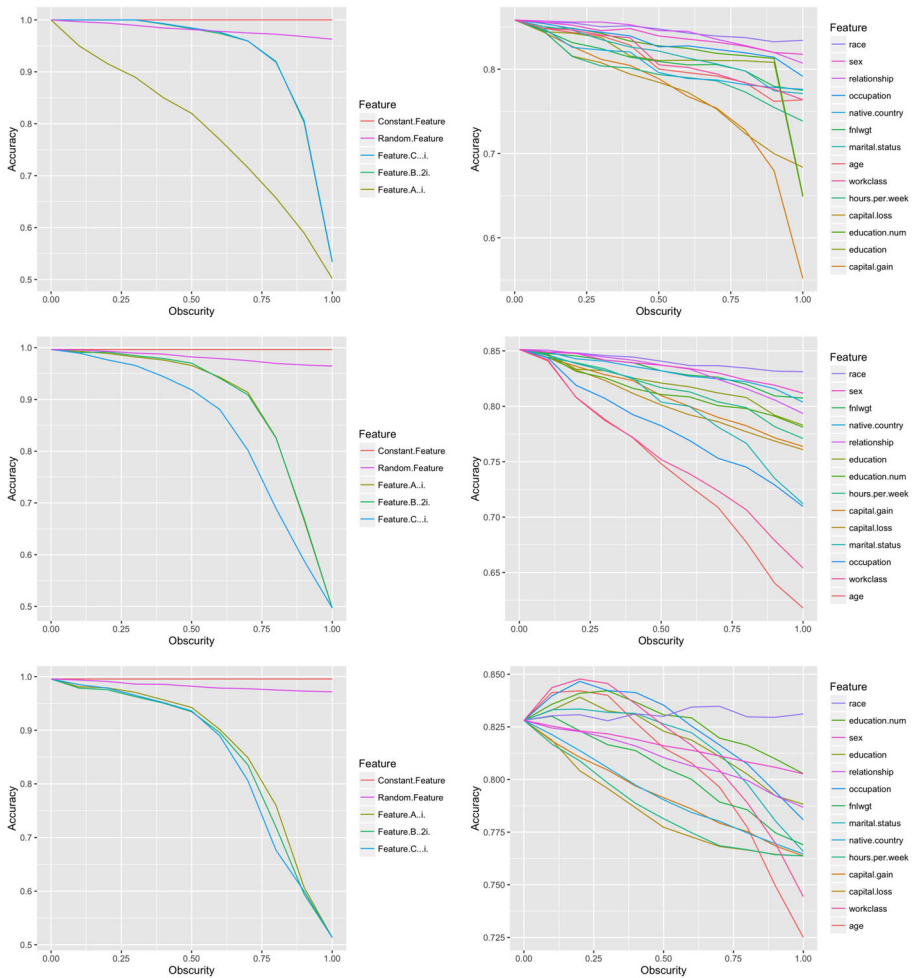 1.0
0.9
0.8
0.7
0.6
0.5
Accuracy
0.00
0.25
0.50
0.75
1.00
Obscurity
Feature
Constant.Feature
Random.Feature
Feature.C...i.
Feature.B..2i.
Feature.A..i.
0.8
0.7
0.6
Accuracy
0.00
0.25
0.50
0.75
1.00
Obscurity
Feature
race
sex
relationship
occupation
native.country
fnlwgt
marital.status
age
workclass
hours.per.week
capital.loss
education.num
education
capital.gain
1.0
0.9
0.8
0.7
0.6
0.5
Accuracy
0.00
0.25
0.50
0.75
1.00
Obscurity
Feature
Constant.Feature
Random.Feature
Feature.A..i.
Feature.B..2i.
Feature.C...i.
0.85
0.80
0.75
0.70
0.65
Accuracy
0.00
0.25
0.50
0.75
1.00
Obscurity
Feature
race
sex
fnlwgt
native.country
relationship
education
education.num
hours.per.week
capital.gain
capital.loss
marital.status
occupation
workclass
age
1.0
0.9
0.8
0.7
0.6
0.5
Accuracy
0.00
0.25
0.50
0.75
1.00
Obscurity
Feature
Constant.Feature
Random.Feature
Feature.A..i.
Feature.B..2i.
Feature.C...i.
0.850
0.825
0.800
0.775
0.750
0.725
Accuracy
0.00
0.25
0.50
0.75
1.00
Obscurity
Feature
race
education.num
sex
education
relationship
occupation
fnlwgt
marital.status
native.country
hours.per.week
capital.gain
capital.loss
workclass
age